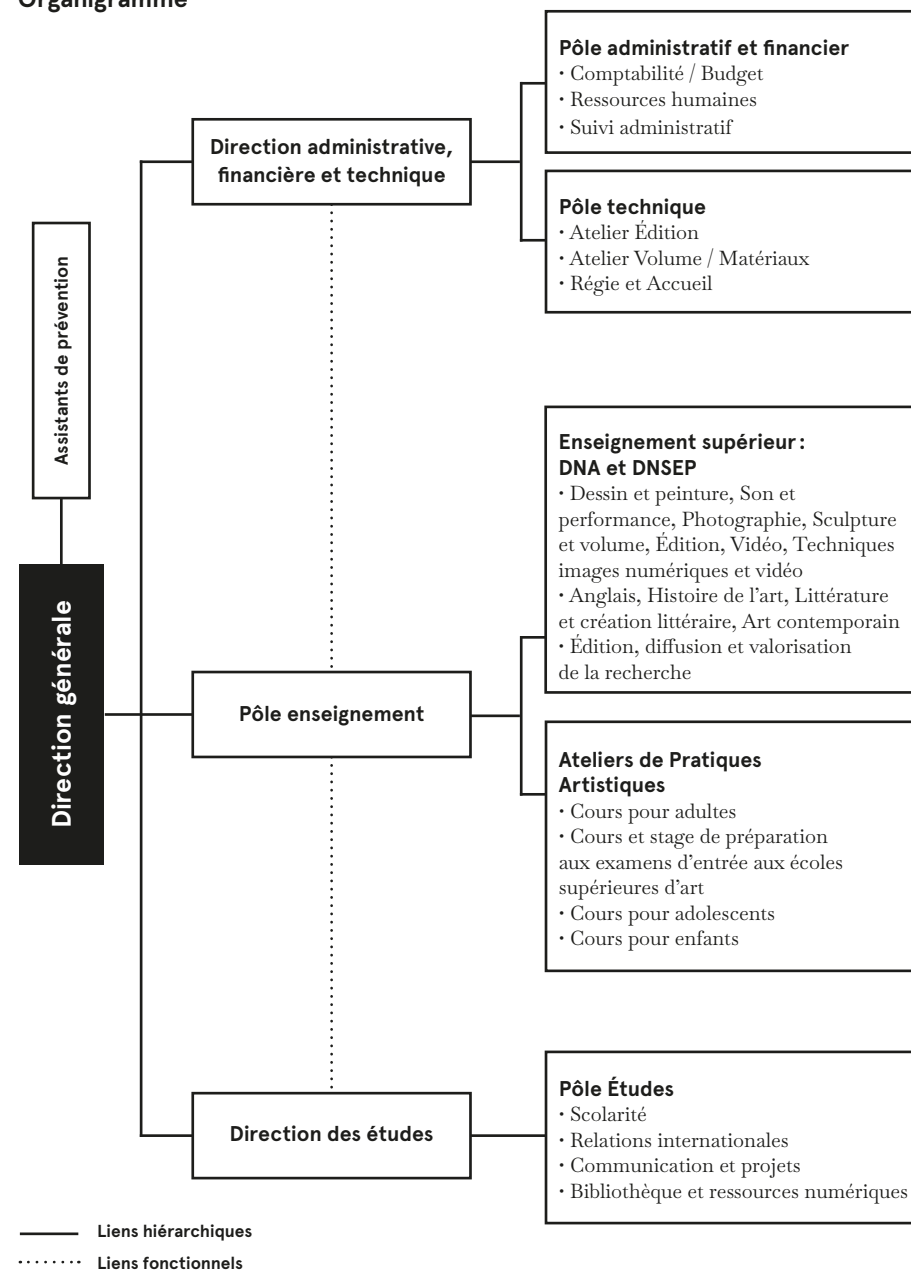 Organigramme
Pôle administratif et financier
• Comptabilité / Budget
• Ressources humaines
• Suivi administratif
Direction administrative,
financière et technique
Pôle technique
• Atelier Édition
• Atelier Volume / Matériaux
• Régie et Accueil
Assistants de prévention
Direction générale
Enseignement supérieur :
DNA et DNSEP
• Dessin et peinture, Son et
performance, Photographie, Sculpture
et volume, Édition, Vidéo, Techniques
images numériques et vidéo
• Anglais, Histoire de l’art, Littérature
et création littéraire, Art contemporain
• Édition, diffusion et valorisation
de la recherche
Pôle enseignement
Ateliers de Pratiques
Artistiques
• Cours pour adultes
• Cours et stage de préparation
aux examens d’entrée aux écoles
supérieures d’art
• Cours pour adolescents
• Cours pour enfants
Direction des études
Pôle Études
• Scolarité
• Relations internationales
• Communication et projets
• Bibliothèque et ressources numériques
Liens hiérarchiques
Liens fonctionnels